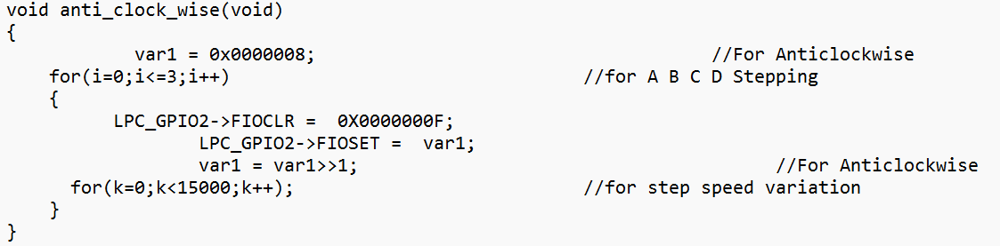 void anti_clock_wise(void)
{
var1 = 0x0000008; //For Anticlockwise
for(i=0;i<=3;i++) //for A B C D Stepping
{
LPC_GPIO2->FIOCLR = 0X0000000F;
LPC_GPIO2->FIOSET = var1;
var1 = var1>>1; //For Anticlockwise
for(k=0;k<15000;k++); //for step speed variation
}
}